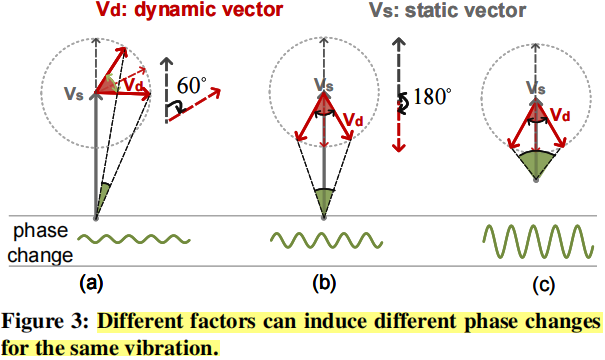 Vd: dynamic vector Vs: static vector
Vs Vd 60°
Vs Vd 180°
Vs Vd
phase
change
(a) (b) (c)
Figure 3: Different factors can induce different phase changes
for the same vibration.